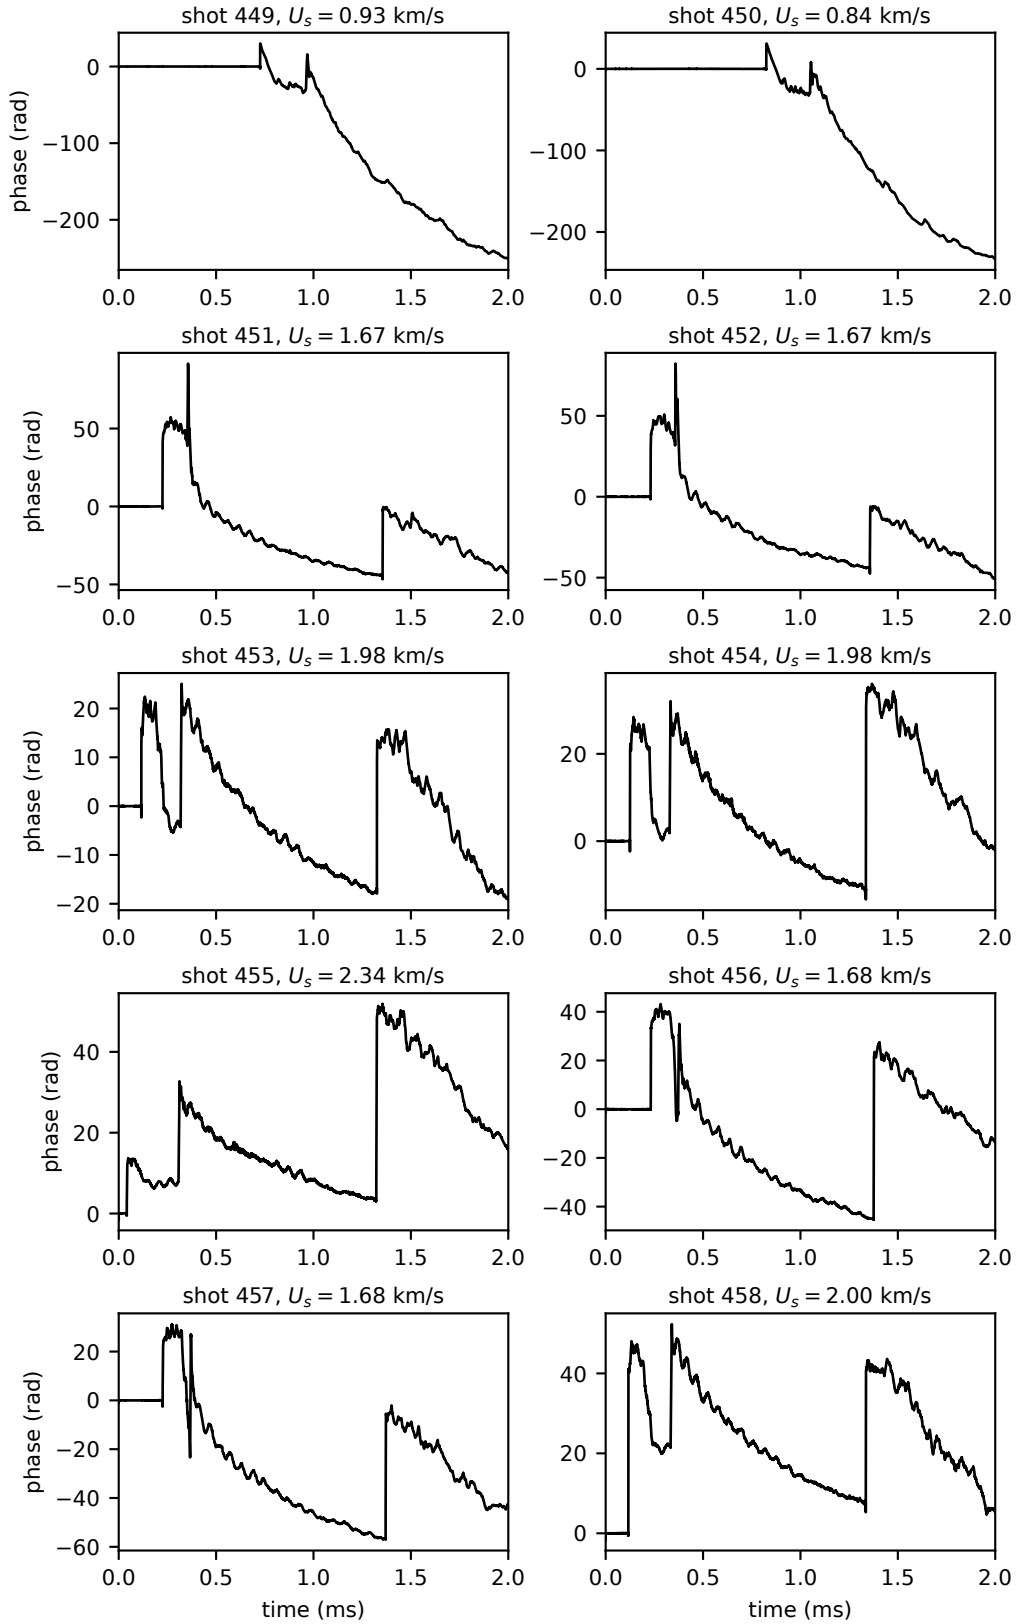 shot 449, U_s = 0.93 km/s
shot 450, U_s = 0.84 km/s
phase (rad)
0
−100
−200
0
−100
−200
0.0 0.5 1.0 1.5 2.0
0.0 0.5 1.0 1.5 2.0
shot 451, U_s = 1.67 km/s
shot 452, U_s = 1.67 km/s
phase (rad)
50
0
−50
50
0
−50
0.0 0.5 1.0 1.5 2.0
0.0 0.5 1.0 1.5 2.0
shot 453, U_s = 1.98 km/s
shot 454, U_s = 1.98 km/s
phase (rad)
20
10
0
−10
−20
20
0
0.0 0.5 1.0 1.5 2.0
0.0 0.5 1.0 1.5 2.0
shot 455, U_s = 2.34 km/s
shot 456, U_s = 1.68 km/s
phase (rad)
40
20
0
40
20
0
−20
−40
0.0 0.5 1.0 1.5 2.0
0.0 0.5 1.0 1.5 2.0
shot 457, U_s = 1.68 km/s
shot 458, U_s = 2.00 km/s
phase (rad)
20
0
−20
−40
−60
40
20
0
0.0 0.5 1.0 1.5 2.0
0.0 0.5 1.0 1.5 2.0
time (ms)
time (ms)